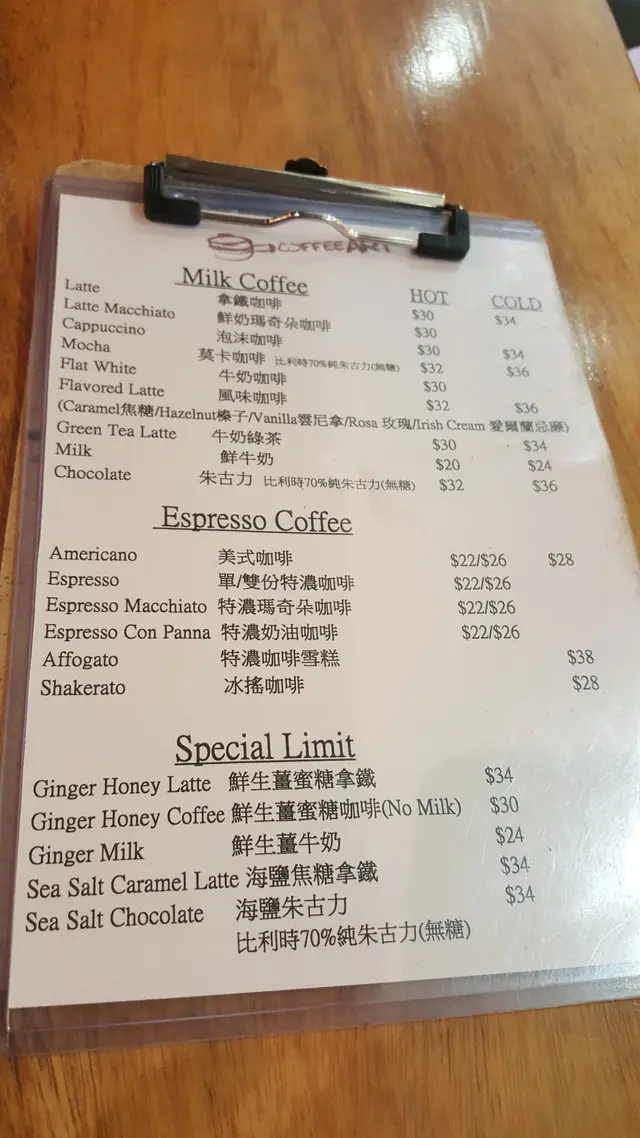 COFFEEART
Milk Coffee HOT COLD
Latte 拿鐵咖啡 $30 $34
Latte Macchiato 鮮奶瑪奇朵咖啡 $30
Cappuccino 泡沫咖啡 $30 $34
Mocha 莫卡咖啡 比利時70%純朱古力(無糖) $32 $36
Flat White 牛奶咖啡 $30
Flavored Latte 風味咖啡 $32 $36
(Caramel焦糖/Hazelnut榛子/Vanilla雲尼拿/Rosa 玫瑰/Irish Cream 愛爾蘭忌廉)
Green Tea Latte 牛奶綠茶 $30 $34
Milk 鮮牛奶 $20 $24
Chocolate 朱古力 比利時70%純朱古力(無糖) $32 $36
Espresso Coffee
Americano 美式咖啡 $22/$26 $28
Espresso 單/雙份特濃咖啡 $22/$26
Espresso Macchiato 特濃瑪奇朵咖啡 $22/$26
Espresso Con Panna 特濃奶油咖啡 $22/$26
Affogato 特濃咖啡雪糕 $38
Shakerato 冰搖咖啡 $28
Special Limit
Ginger Honey Latte 鮮生薑蜜糖拿鐵 $34
Ginger Honey Coffee 鮮生薑蜜糖咖啡(No Milk) $30
Ginger Milk 鮮生薑牛奶 $24
Sea Salt Caramel Latte 海鹽焦糖拿鐵 $34
Sea Salt Chocolate 海鹽朱古力 $34
比利時70%純朱古力(無糖)